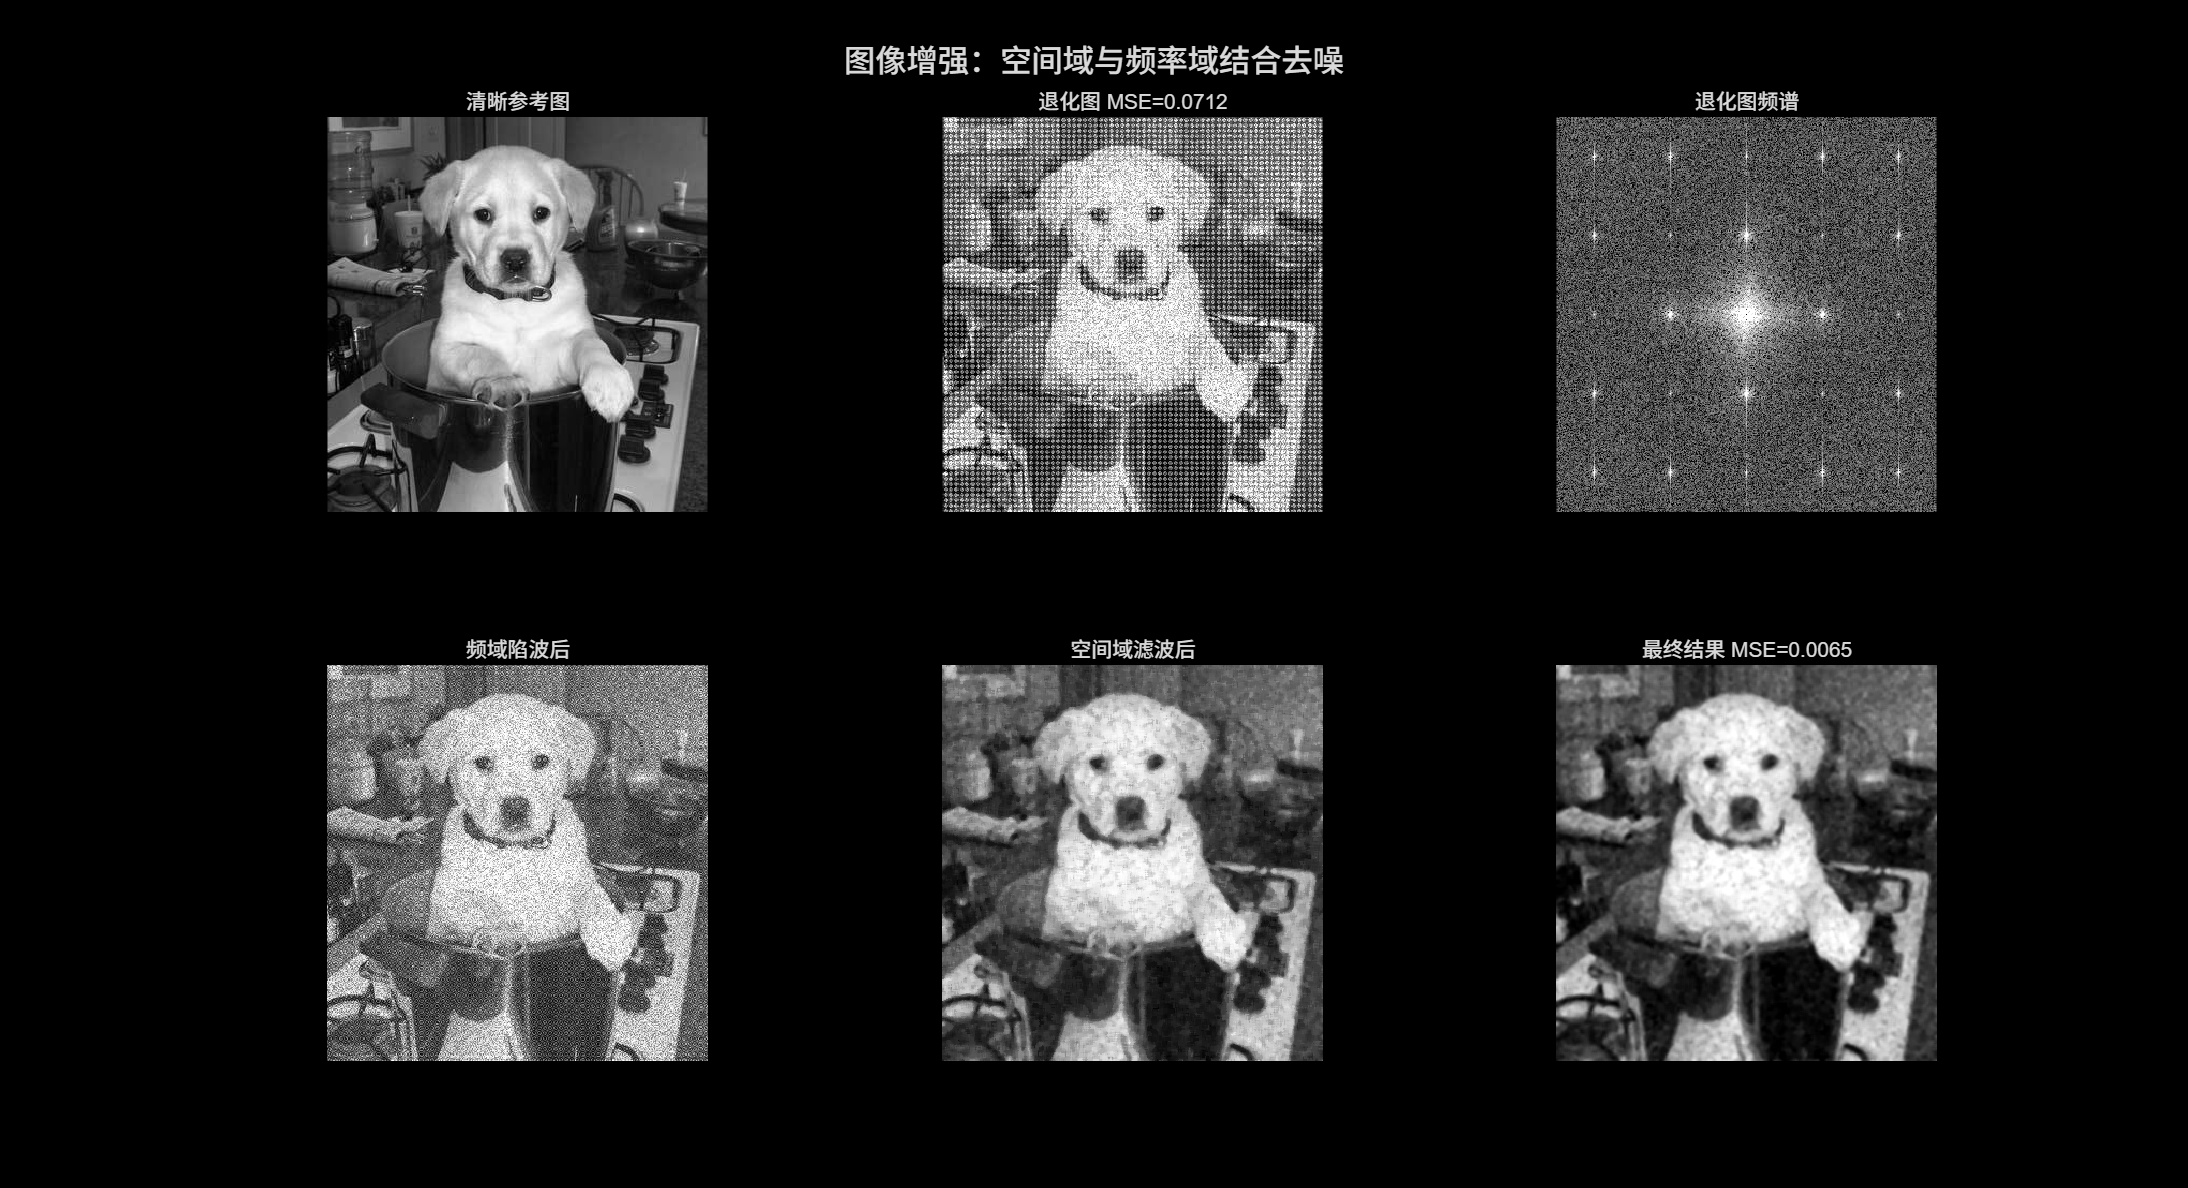 图像增强：空间域与频率域结合去噪
清晰参考图
退化图 MSE=0.0712
退化图频谱
频域陷波后
空间域滤波后
最终结果 MSE=0.0065